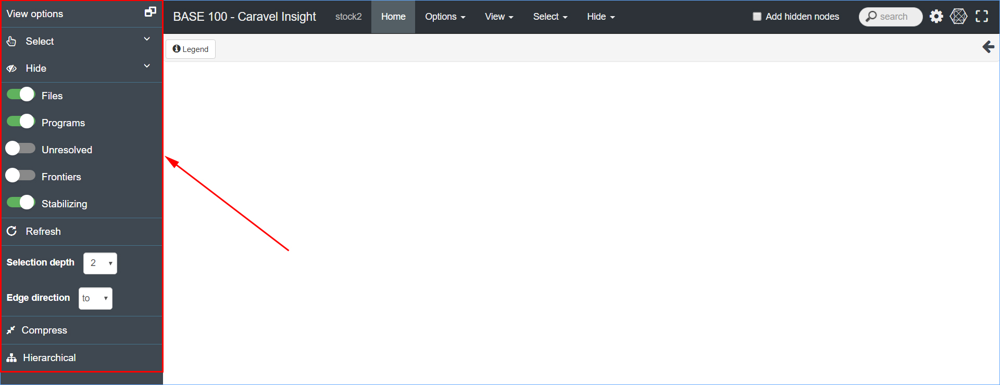 View options
Select
Hide
Files
Programs
Unresolved
Frontiers
Stabilizing
Refresh
Selection depth 2
Edge direction to
Compress
Hierarchical
BASE 100 - Caravel Insight stock2 Home Options View Select Hide Add hidden nodes search
Legend